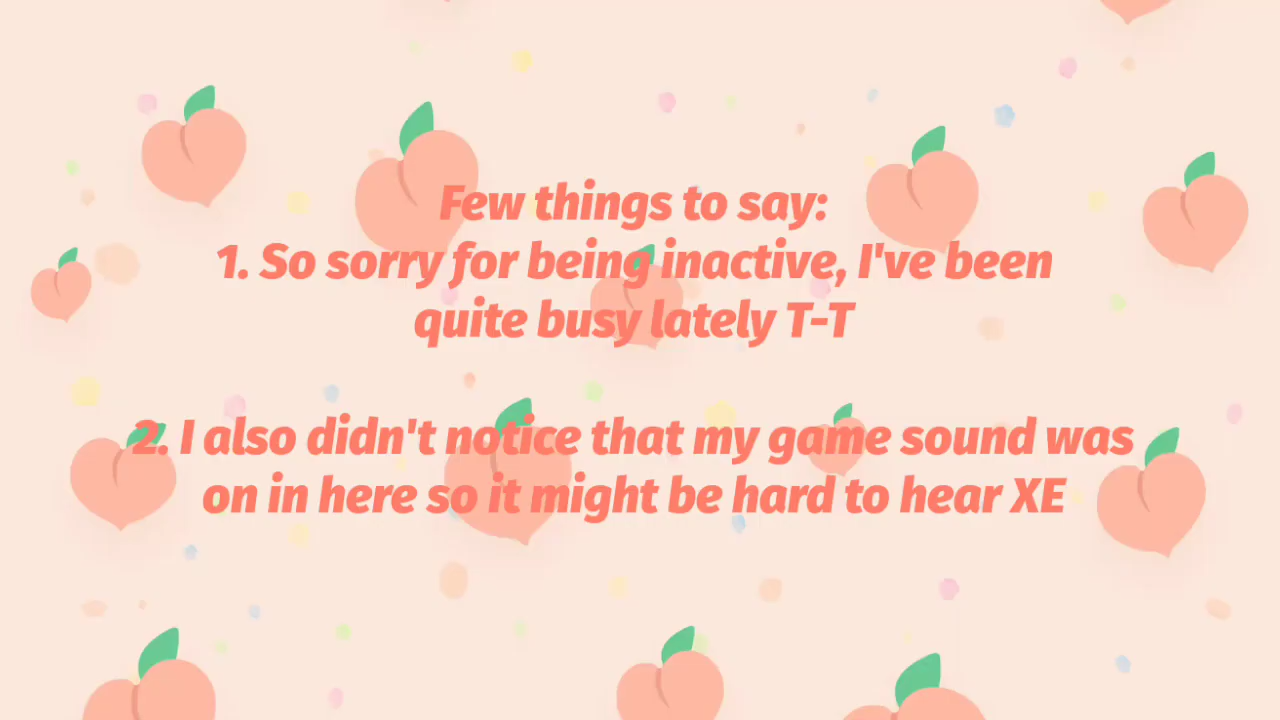 Few things to say:
1. So sorry for being inactive, I've been
quite busy lately T-T
2. I also didn't notice that my game sound was
on in here so it might be hard to hear XE